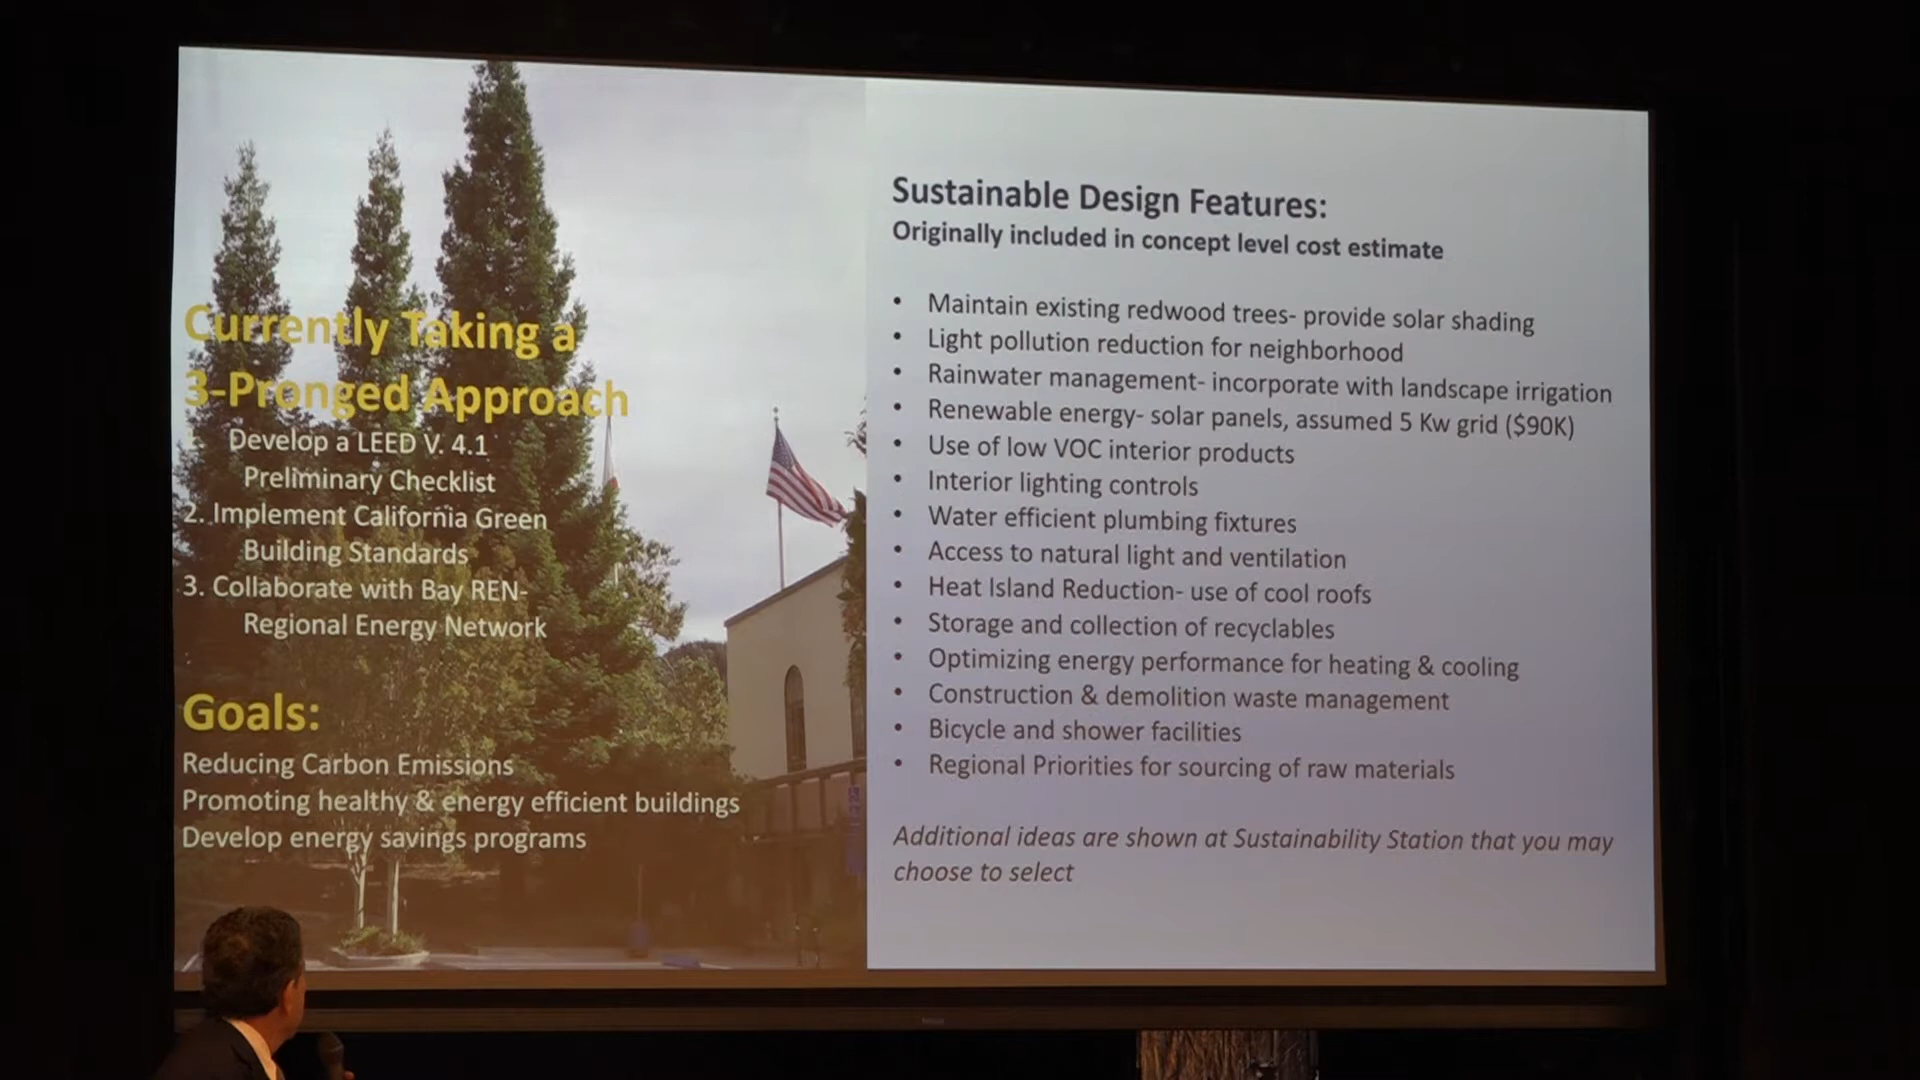 Currently Taking a
3-Pronged Approach
1. Develop a LEED V. 4.1
Preliminary Checklist
2. Implement California Green
Building Standards
3. Collaborate with Bay REN-
Regional Energy Network
Goals:
Reducing Carbon Emissions
Promoting healthy & energy efficient buildings
Develop energy savings programs
Sustainable Design Features:
Originally included in concept level cost estimate
• Maintain existing redwood trees- provide solar shading
• Light pollution reduction for neighborhood
• Rainwater management- incorporate with landscape irrigation
• Renewable energy- solar panels, assumed 5 Kw grid ($90K)
• Use of low VOC interior products
• Interior lighting controls
• Water efficient plumbing fixtures
• Access to natural light and ventilation
• Heat Island Reduction- use of cool roofs
• Storage and collection of recyclables
• Optimizing energy performance for heating & cooling
• Construction & demolition waste management
• Bicycle and shower facilities
• Regional Priorities for sourcing of raw materials
Additional ideas are shown at Sustainability Station that you may
choose to select